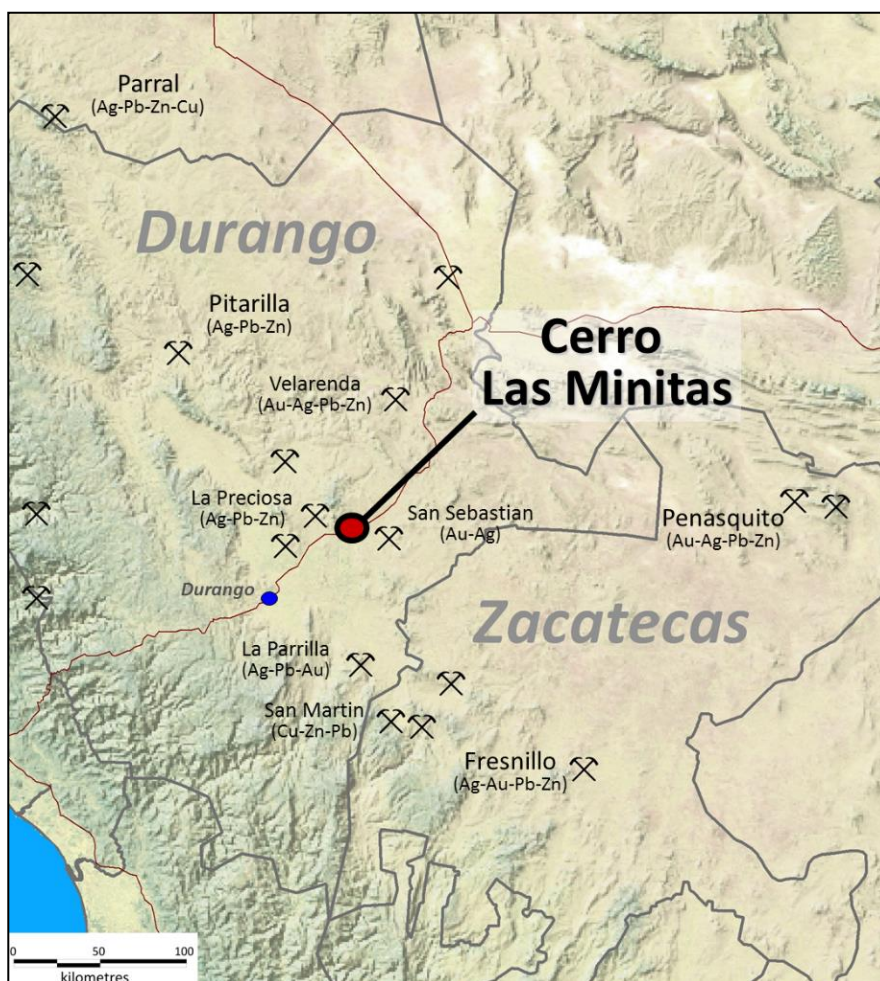 Parral
(Ag-Pb-Zn-Cu)
Durango
Pitarilla
(Ag-Pb-Zn)
Cerro
Las Minitas
Velarenda
(Au-Ag-Pb-Zn)
La Preciosa
(Ag-Pb-Zn)
San Sebastian
(Au-Ag)
Penasquito
(Au-Ag-Pb-Zn)
Durango
Zacatecas
La Parrilla
(Ag-Pb-Au)
San Martin
(Cu-Zn-Pb)
Fresnillo
(Ag-Au-Pb-Zn)
0 50 100
kilometres